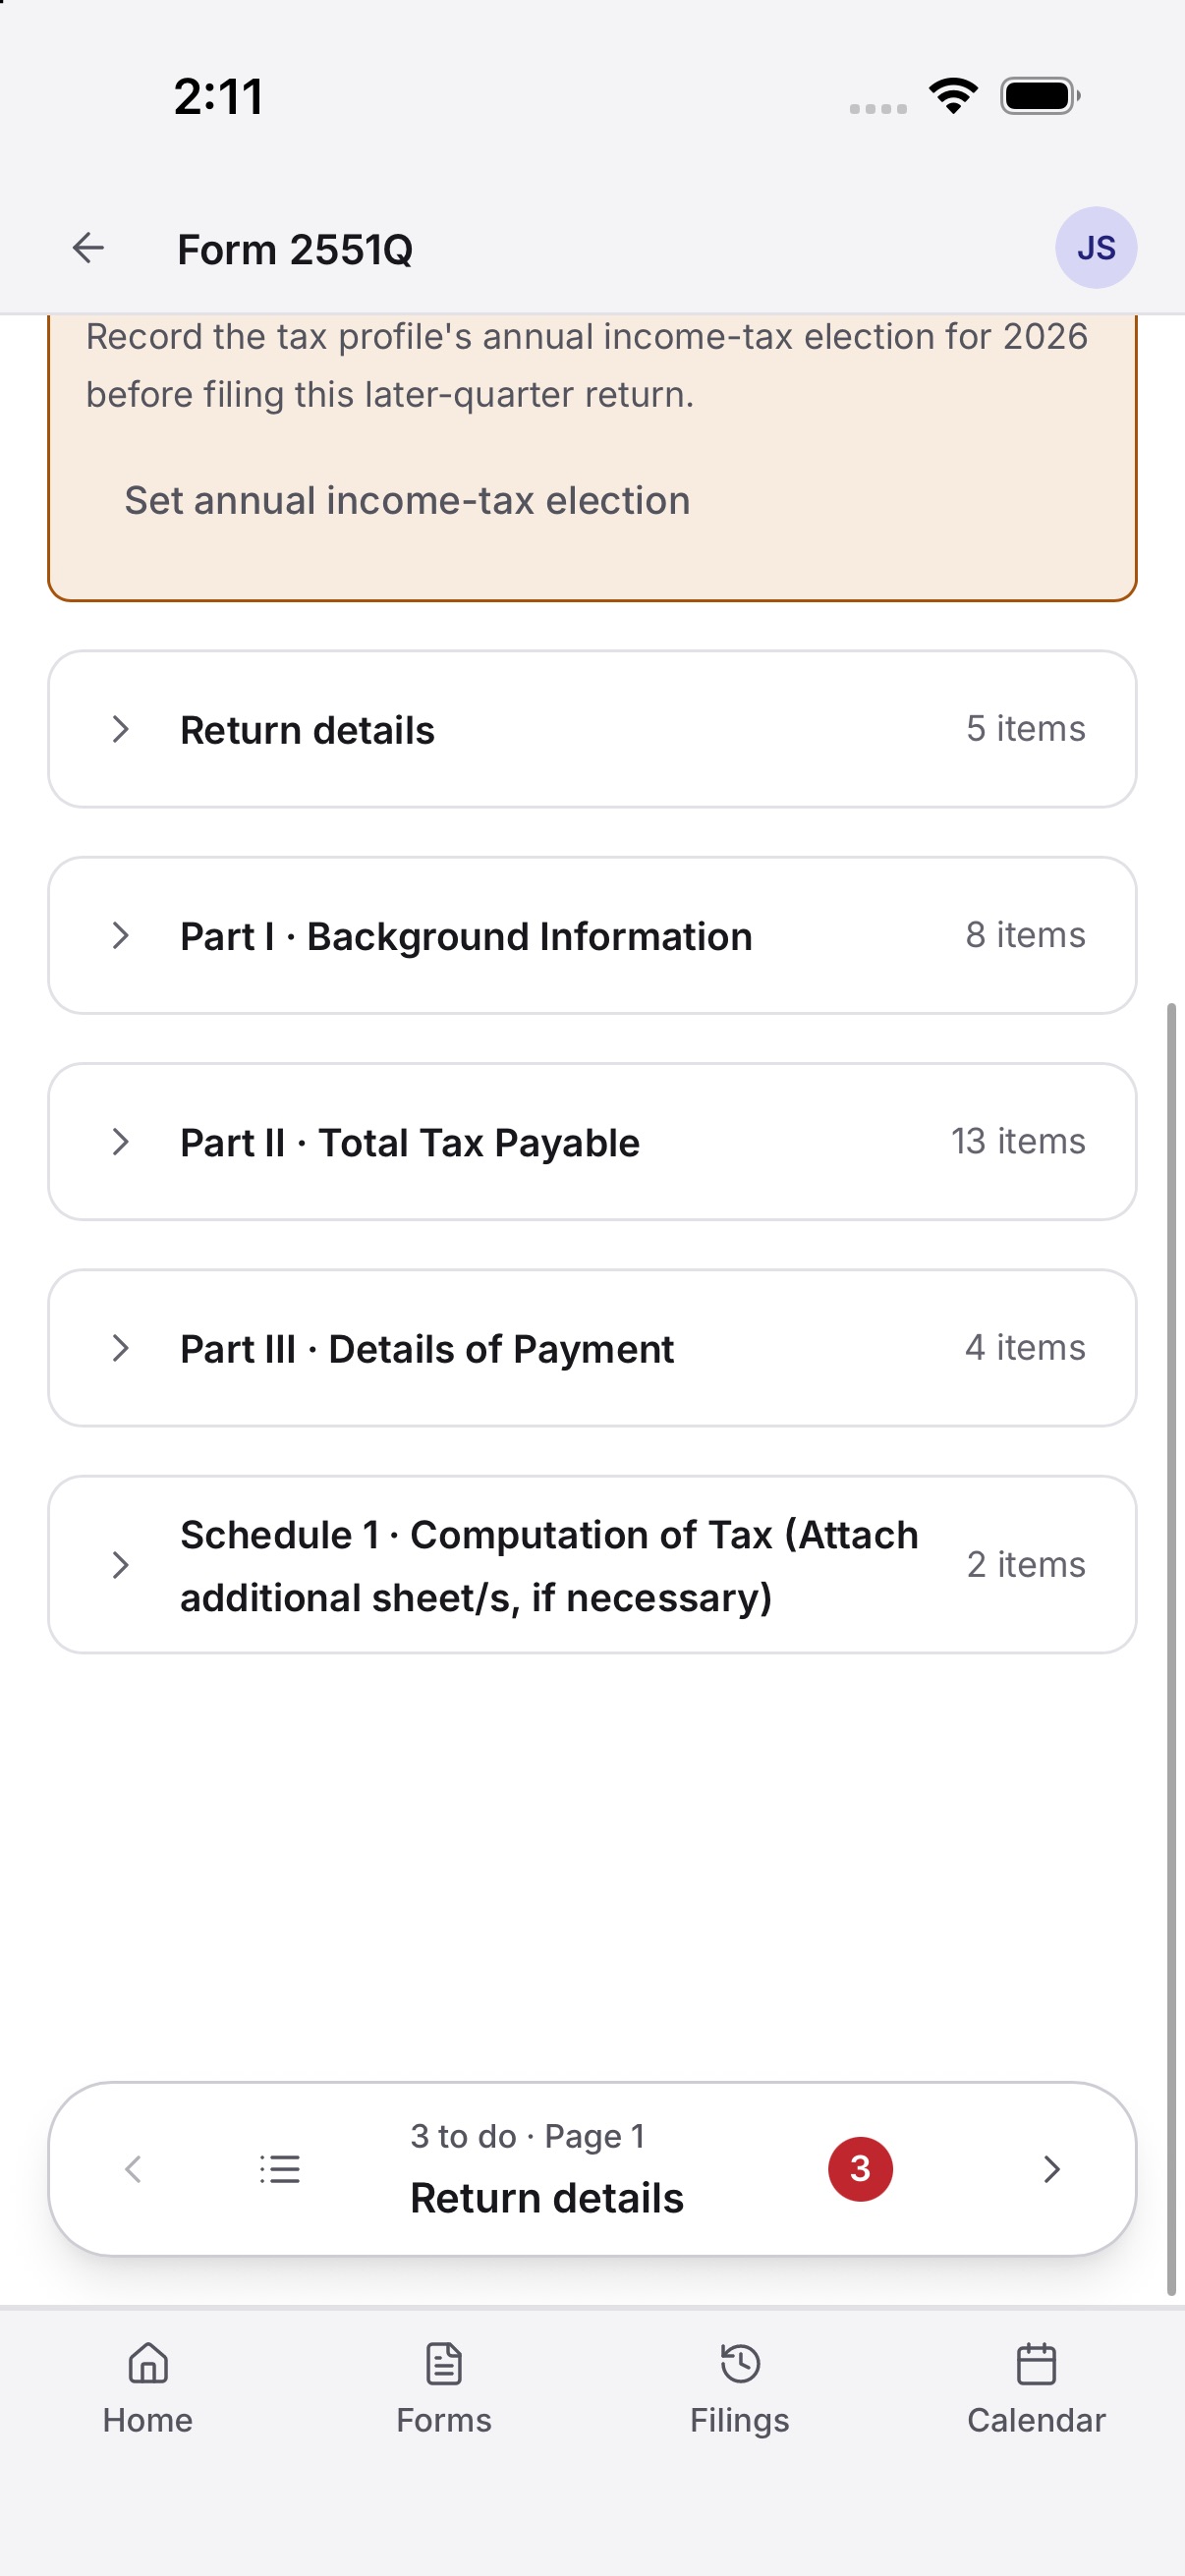 2:11
Form 2551Q
JS
Record the tax profile's annual income-tax election for 2026
before filing this later-quarter return.
Set annual income-tax election
Return details
5 items
Part I · Background Information
8 items
Part II · Total Tax Payable
13 items
Part III · Details of Payment
4 items
Schedule 1 · Computation of Tax (Attach
additional sheet/s, if necessary)
2 items
3 to do · Page 1
Return details
3
Home
Forms
Filings
Calendar